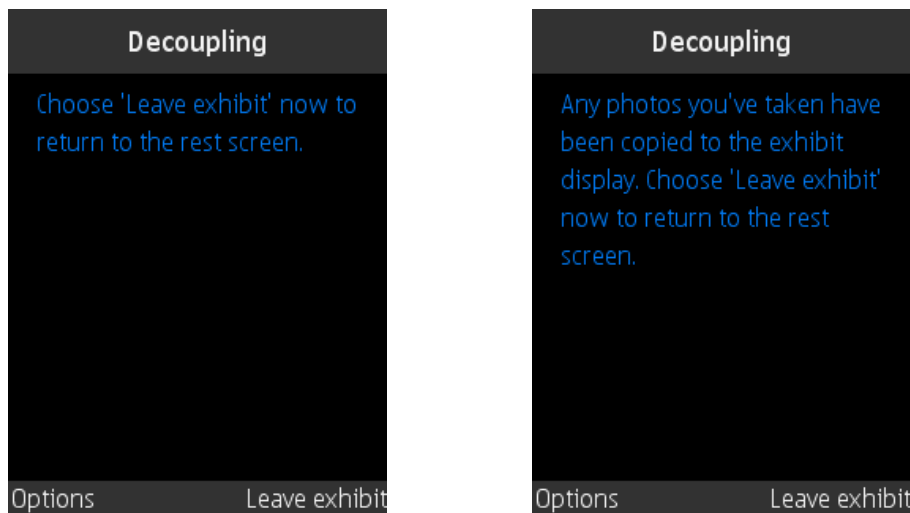 Decoupling
Choose 'Leave exhibit' now to
return to the rest screen.
Options Leave exhibit
Decoupling
Any photos you've taken have
been copied to the exhibit
display. Choose 'Leave exhibit'
now to return to the rest
screen.
Options Leave exhibit